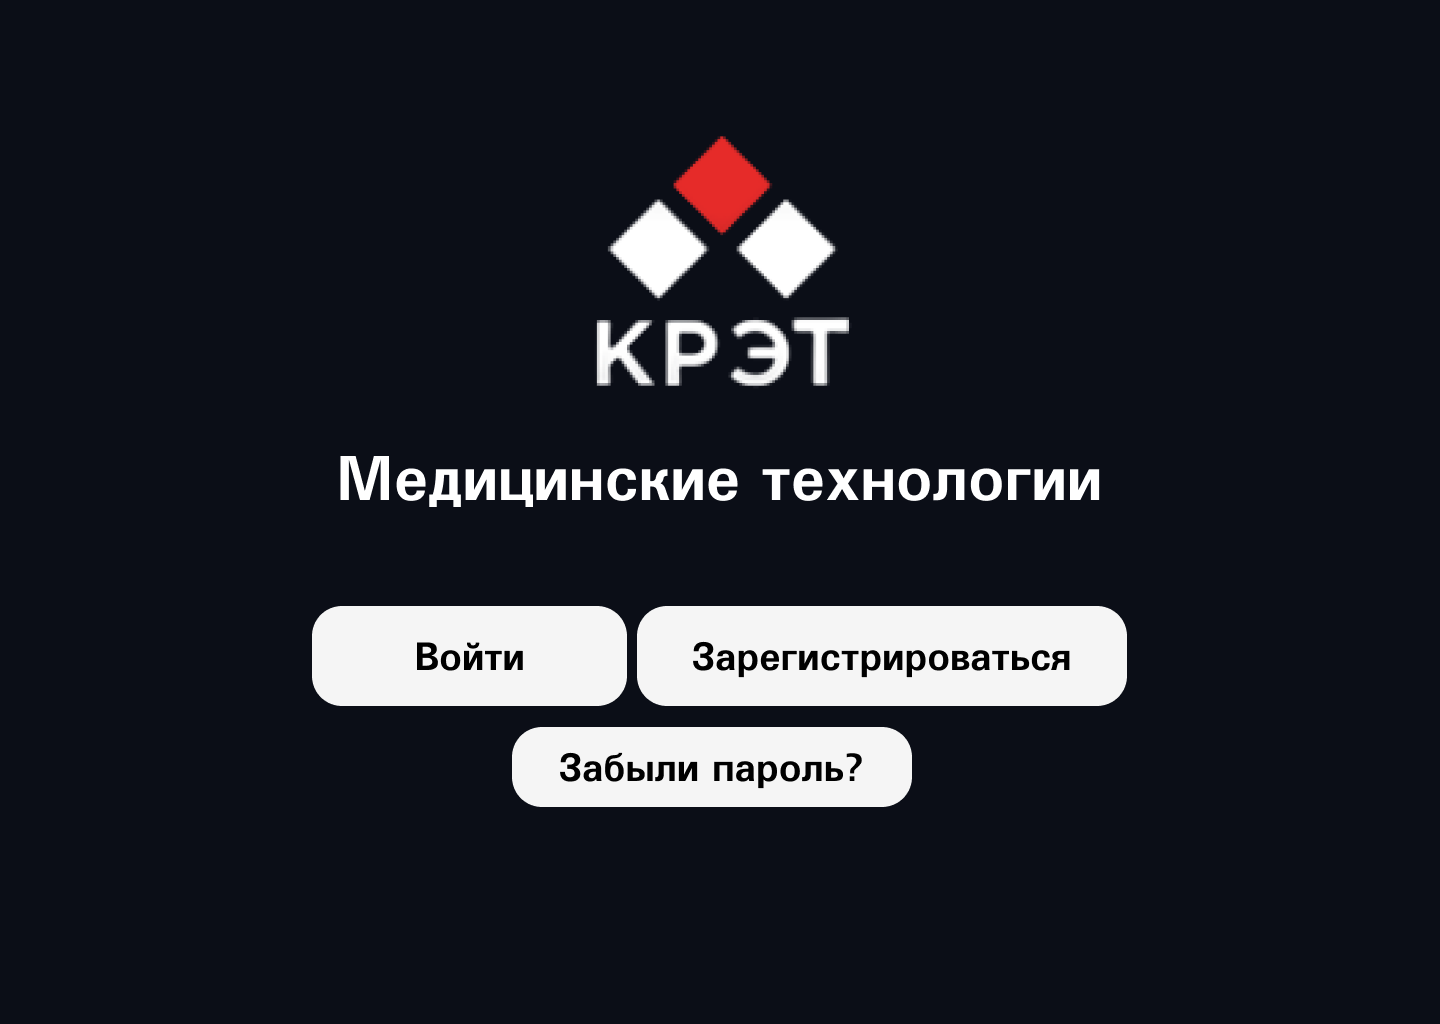 КРЭТ
Медицинские технологии
Войти
Зарегистрироваться
Забыли пароль?